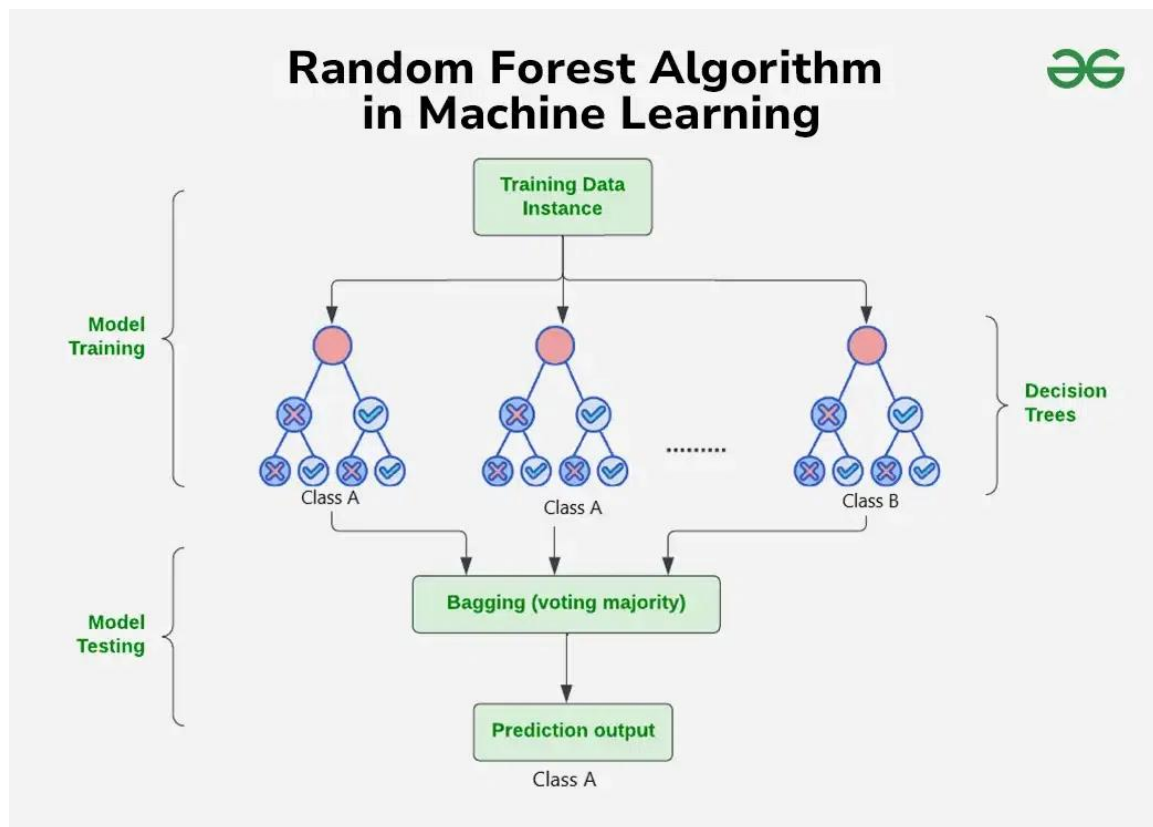 Random Forest Algorithm
in Machine Learning
Training Data
Instance
Model
Training
Decision
Trees
.........
Class A
Class A
Class B
Bagging (voting majority)
Model
Testing
Prediction output
Class A